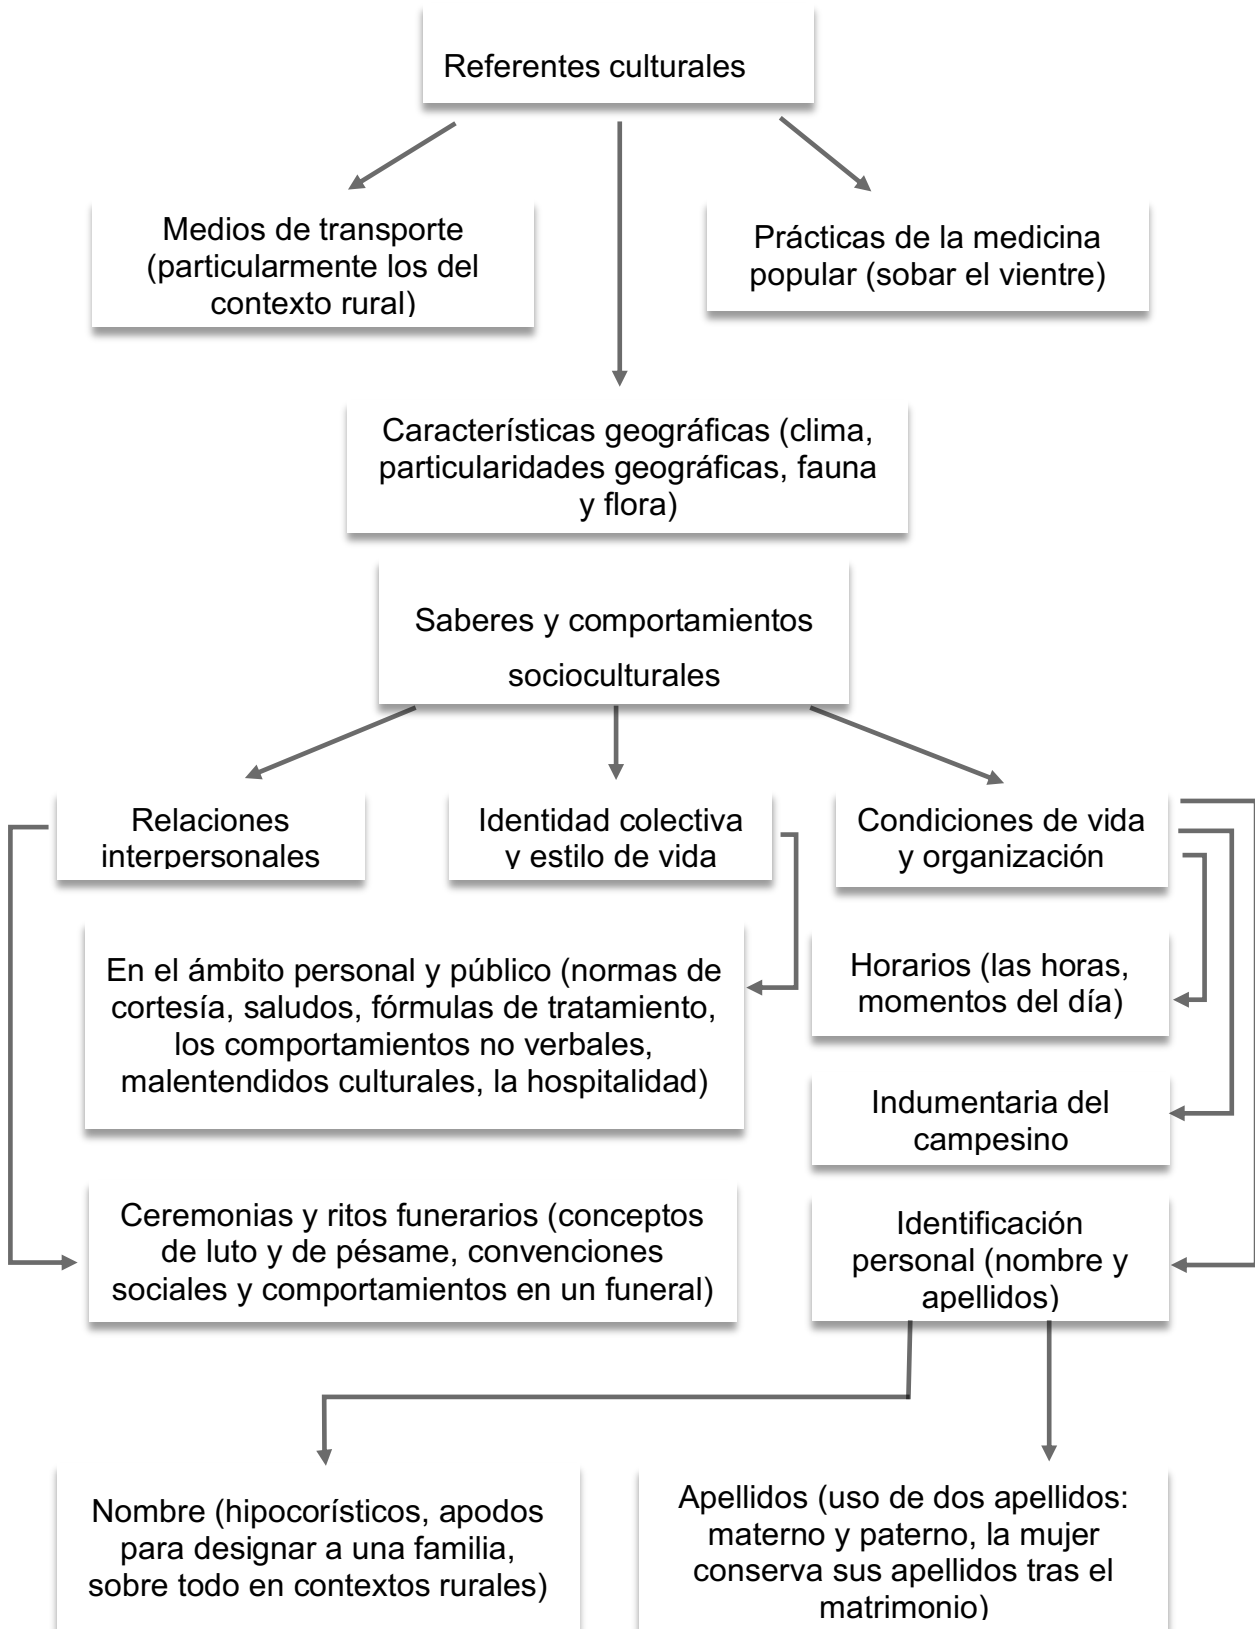 Referentes culturales
Medios de transporte
(particularmente los del
contexto rural)
Prácticas de la medicina
popular (sobar el vientre)
Características geográficas (clima,
particularidades geográficas, fauna
y flora)
Saberes y comportamientos
socioculturales
Relaciones
interpersonales
Identidad colectiva
y estilo de vida
Condiciones de vida
y organización
En el ámbito personal y público (normas de
cortesía, saludos, fórmulas de tratamiento,
los comportamientos no verbales,
malentendidos culturales, la hospitalidad)
Horarios (las horas,
momentos del día)
Indumentaria del
campesino
Ceremonias y ritos funerarios (conceptos
de luto y de pésame, convenciones
sociales y comportamientos en un funeral)
Identificación
personal (nombre y
apellidos)
Nombre (hipocorísticos, apodos
para designar a una familia,
sobre todo en contextos rurales)
Apellidos (uso de dos apellidos:
materno y paterno, la mujer
conserva sus apellidos tras el
matrimonio)